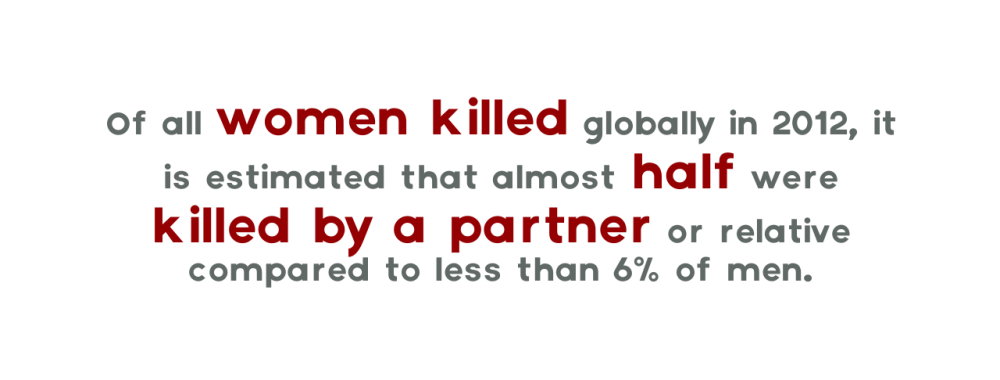 Of all women killed globally in 2012, it
is estimated that almost half were
killed by a partner or relative
compared to less than 6% of men.